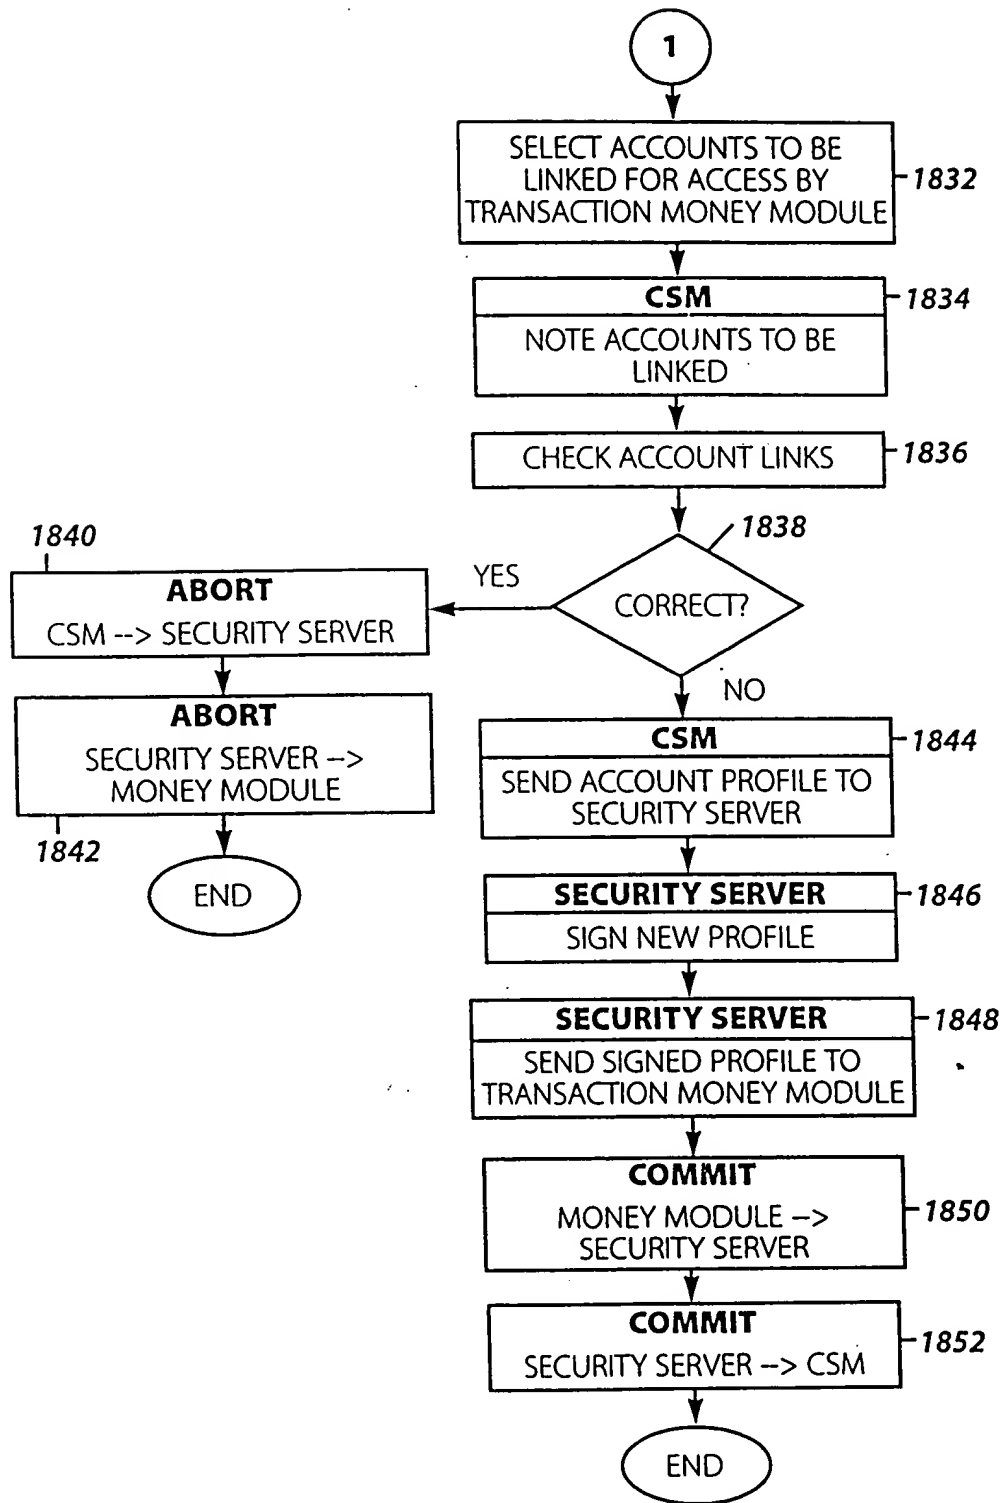 1
SELECT ACCOUNTS TO BE
LINKED FOR ACCESS BY
TRANSACTION MONEY MODULE
1832
CSM
1834
NOTE ACCOUNTS TO BE
LINKED
CHECK ACCOUNT LINKS
1836
1838
CORRECT?
YES
1840
ABORT
CSM --> SECURITY SERVER
ABORT
SECURITY SERVER -->
MONEY MODULE
1842
END
NO
CSM
1844
SEND ACCOUNT PROFILE TO
SECURITY SERVER
SECURITY SERVER
1846
SIGN NEW PROFILE
SECURITY SERVER
1848
SEND SIGNED PROFILE TO
TRANSACTION MONEY MODULE
COMMIT
MONEY MODULE -->
SECURITY SERVER
1850
COMMIT
SECURITY SERVER --> CSM
1852
END